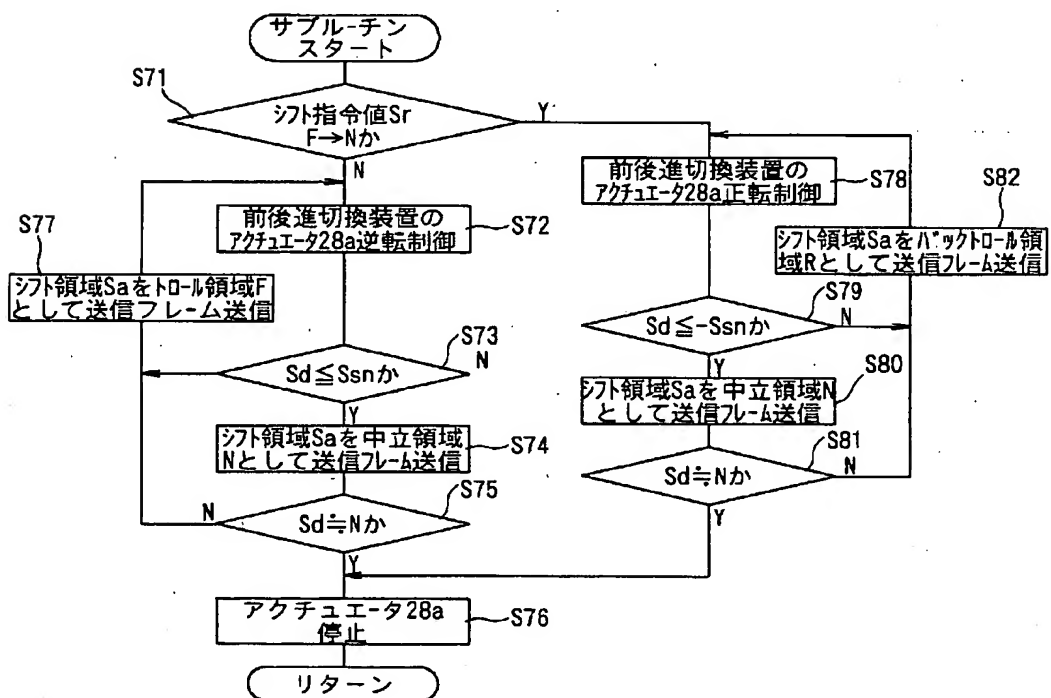 サブルーチン
スタート
S71
シフト指令値Sr
F→Nか
Y
N
前後進切換装置の
アクチュエータ28a逆転制御
S72
S77
シフト領域SaをトロールF領域F
として送信フレーム送信
S73
Sd≦Ssnか
N
Y
シフト領域Saを中立領域
Nとして送信フレーム送信
S74
S75
Sd≒Nか
N
Y
アクチュエータ28a
停止
S76
リターン
前後進切換装置の
アクチュエータ28a正転制御
S78
S82
シフト領域Saをバックトロール領
域Rとして送信フレーム送信
S79
Sd≦-Ssnか
N
Y
シフト領域Saを中立領域N
として送信フレーム送信
S80
S81
Sd≒Nか
N
Y